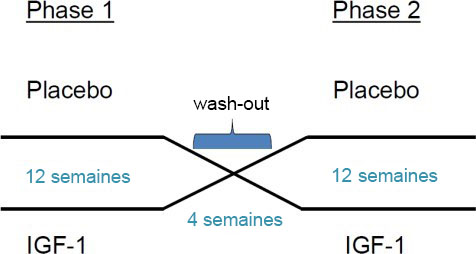 Phase 1
Phase 2
Placebo
wash-out
Placebo
12 semaines
12 semaines
4 semaines
IGF-1
IGF-1